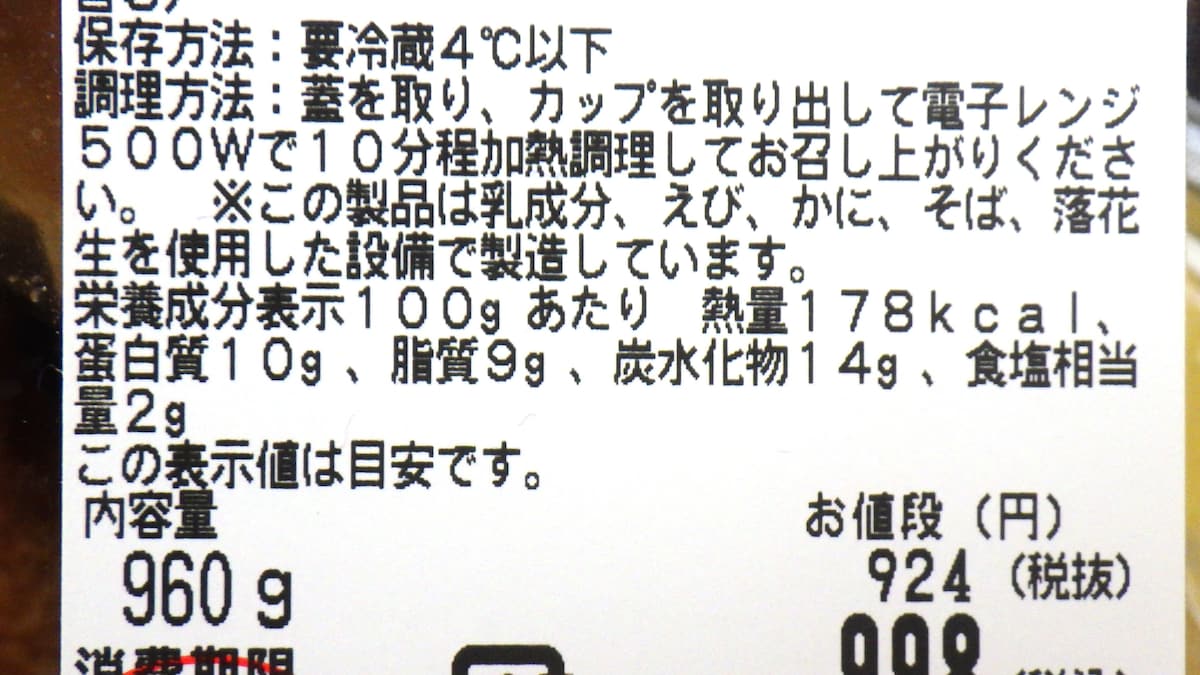 保存方法：要冷蔵４℃以下
調理方法：蓋を取り、カップを取り出して電子レンジ
５００Ｗで１０分程加熱調理してお召し上がりくださ
い。　※この製品は乳成分、えび、かに、そば、落花
生を使用した設備で製造しています。
栄養成分表示１００g あたり　熱量１７８ｋｃａｌ、
蛋白質１０g 、脂質９g 、炭水化物１４g 、食塩相当
量２g
この表示値は目安です。
内容量
お値段（円）
960 g
924（税抜）
消費期限
998